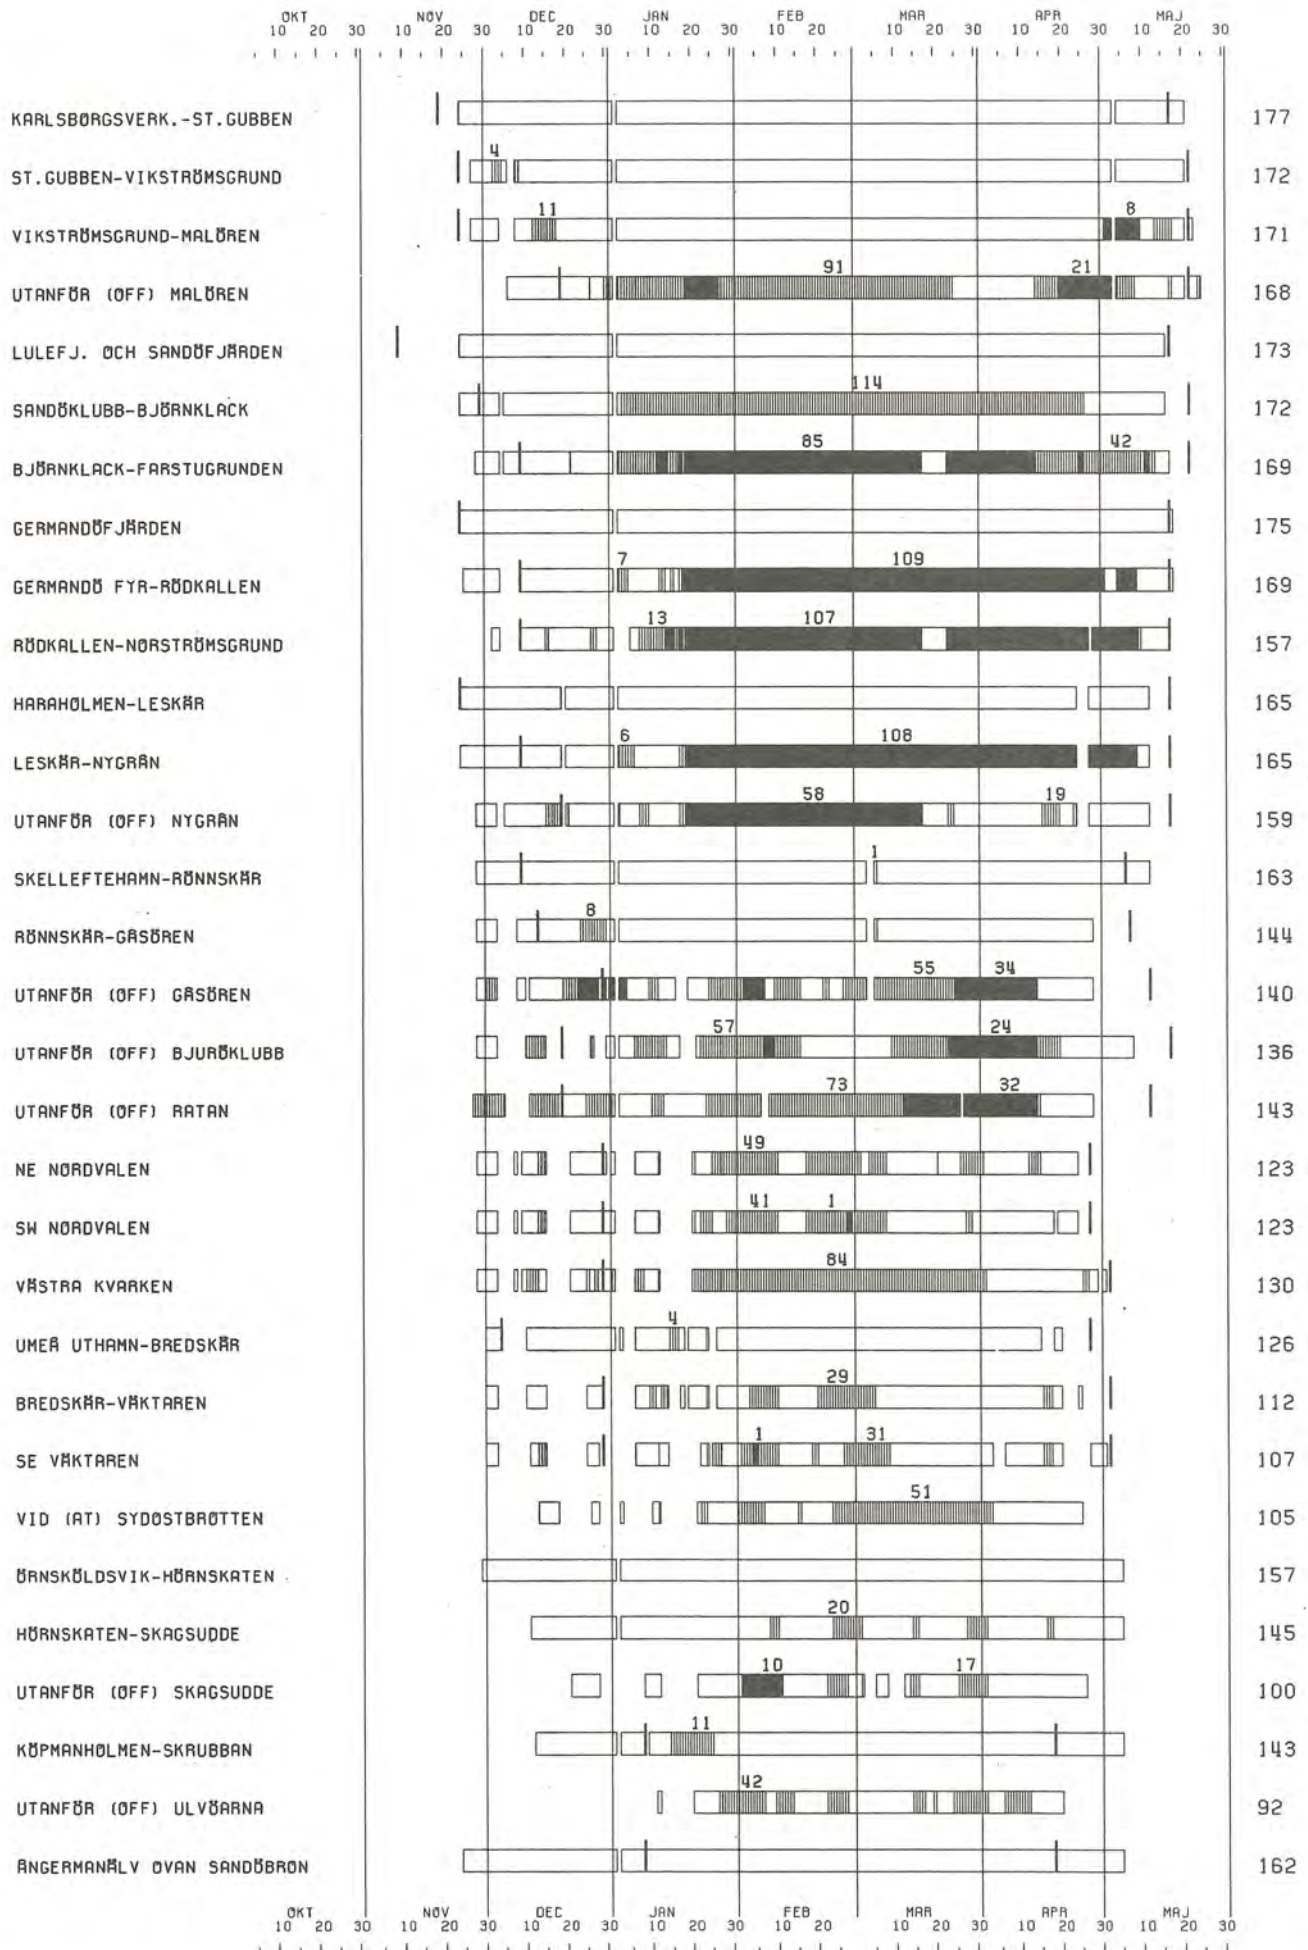 OKT NOV DEC JAN FEB MAR APR MAJ
10 20 30 10 20 30 10 20 30 10 20 30 10 20 10 20 30 10 20 30 10 20 30
KARLSBORGSVERK.-ST.GUBBEN 177
4
ST.GUBBEN-VIKSTRÖMSGRUND 172
11 8
VIKSTRÖMSGRUND-MALÖREN 171
91 21
UTANFÖR (OFF) MALÖREN 168
LULEFJ. OCH SANDÖFJÄRDEN 173
114
SANDÖKLUBB-BJÖRNKLACK 172
85 42
BJÖRNKLACK-FARSTUGRUNDEN 169
GERMANDÖFJÄRDEN 175
7 109
GERMANDÖ FYR-RÖDKALLEN 169
13 107
RÖDKALLEN-NORSTRÖMSGRUND 157
HARAHOLMEN-LESKÄR 165
6 108
LESKÄR-NYGRÅN 165
58 19
UTANFÖR (OFF) NYGRÅN 159
1
SKELLEFTEHAMN-RÖNNSKÄR 163
8
RÖNNSKÄR-GÅSÖREN 144
55 34
UTANFÖR (OFF) GÅSÖREN 140
57 24
UTANFÖR (OFF) BJURÖKLUBB 136
73 32
UTANFÖR (OFF) RATAN 143
49
NE NORDVALEN 123
41 1
SW NORDVALEN 123
84
VÄSTRA KVARKEN 130
4
UMEÅ UTHAMN-BREDSKÄR 126
29
BREDSKÄR-VÄKTAREN 112
1 31
SE VÄKTAREN 107
51
VID (AT) SYDOSTBROTTEN 105
ÖRNSKÖLDSVIK-HÖRNSKATEN 157
20
HÖRNSKATEN-SKAGSUDDE 145
10 17
UTANFÖR (OFF) SKAGSUDDE 100
11
KÖPMANHOLMEN-SKRUBBAN 143
42
UTANFÖR (OFF) ULVÖARNA 92
ÅNGERMANÄLV OVAN SANDÖBRON 162
OKT NOV DEC JAN FEB MAR APR MAJ
10 20 30 10 20 30 10 20 30 10 20 30 10 20 10 20 30 10 20 30 10 20 30